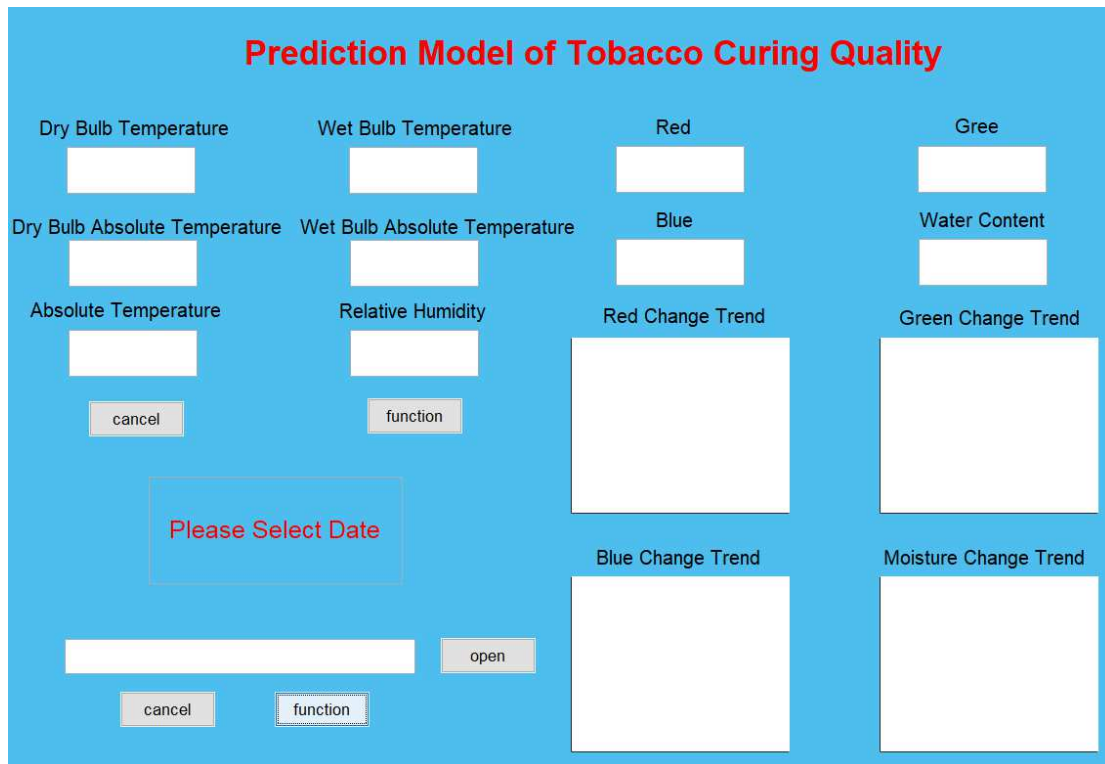 Prediction Model of Tobacco Curing Quality
Dry Bulb Temperature
Wet Bulb Temperature
Red
Gree
Dry Bulb Absolute Temperature
Wet Bulb Absolute Temperature
Blue
Water Content
Absolute Temperature
Relative Humidity
Red Change Trend
Green Change Trend
cancel
function
Please Select Date
Blue Change Trend
Moisture Change Trend
open
cancel
function